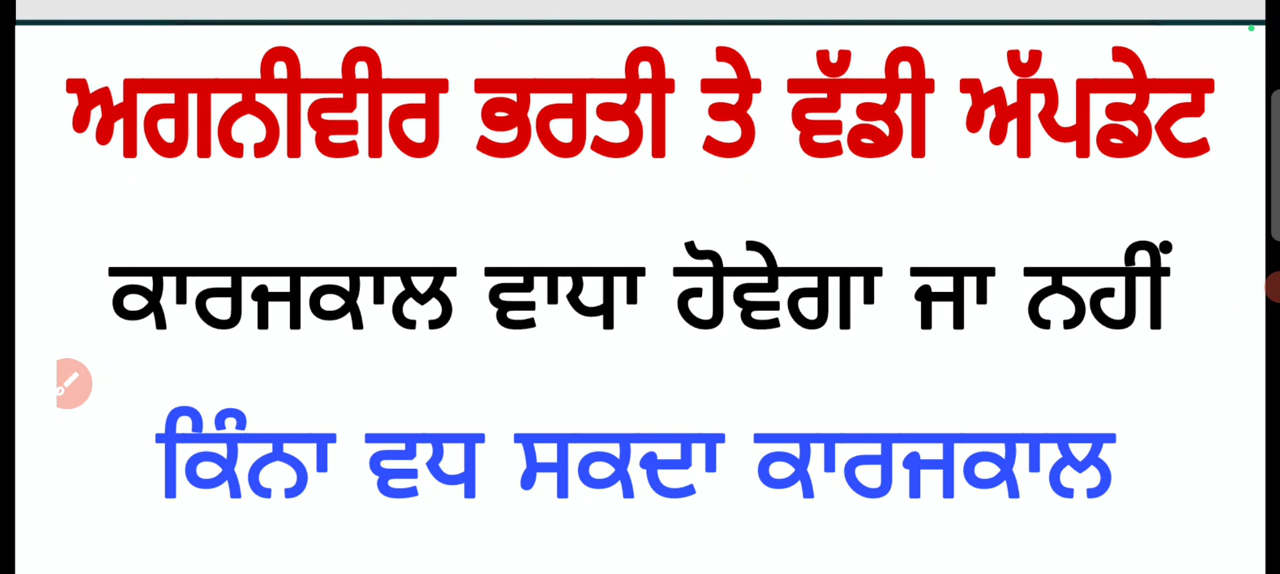 ਅਗਨੀਵੀਰ ਭਰਤੀ ਤੇ ਵੱਡੀ ਅੱਪਡੇਟ
ਕਾਰਜਕਾਲ ਵਾਧਾ ਹੋਵੇਗਾ ਜਾ ਨਹੀਂ
ਕਿੰਨਾ ਵਧ ਸਕਦਾ ਕਾਰਜਕਾਲ